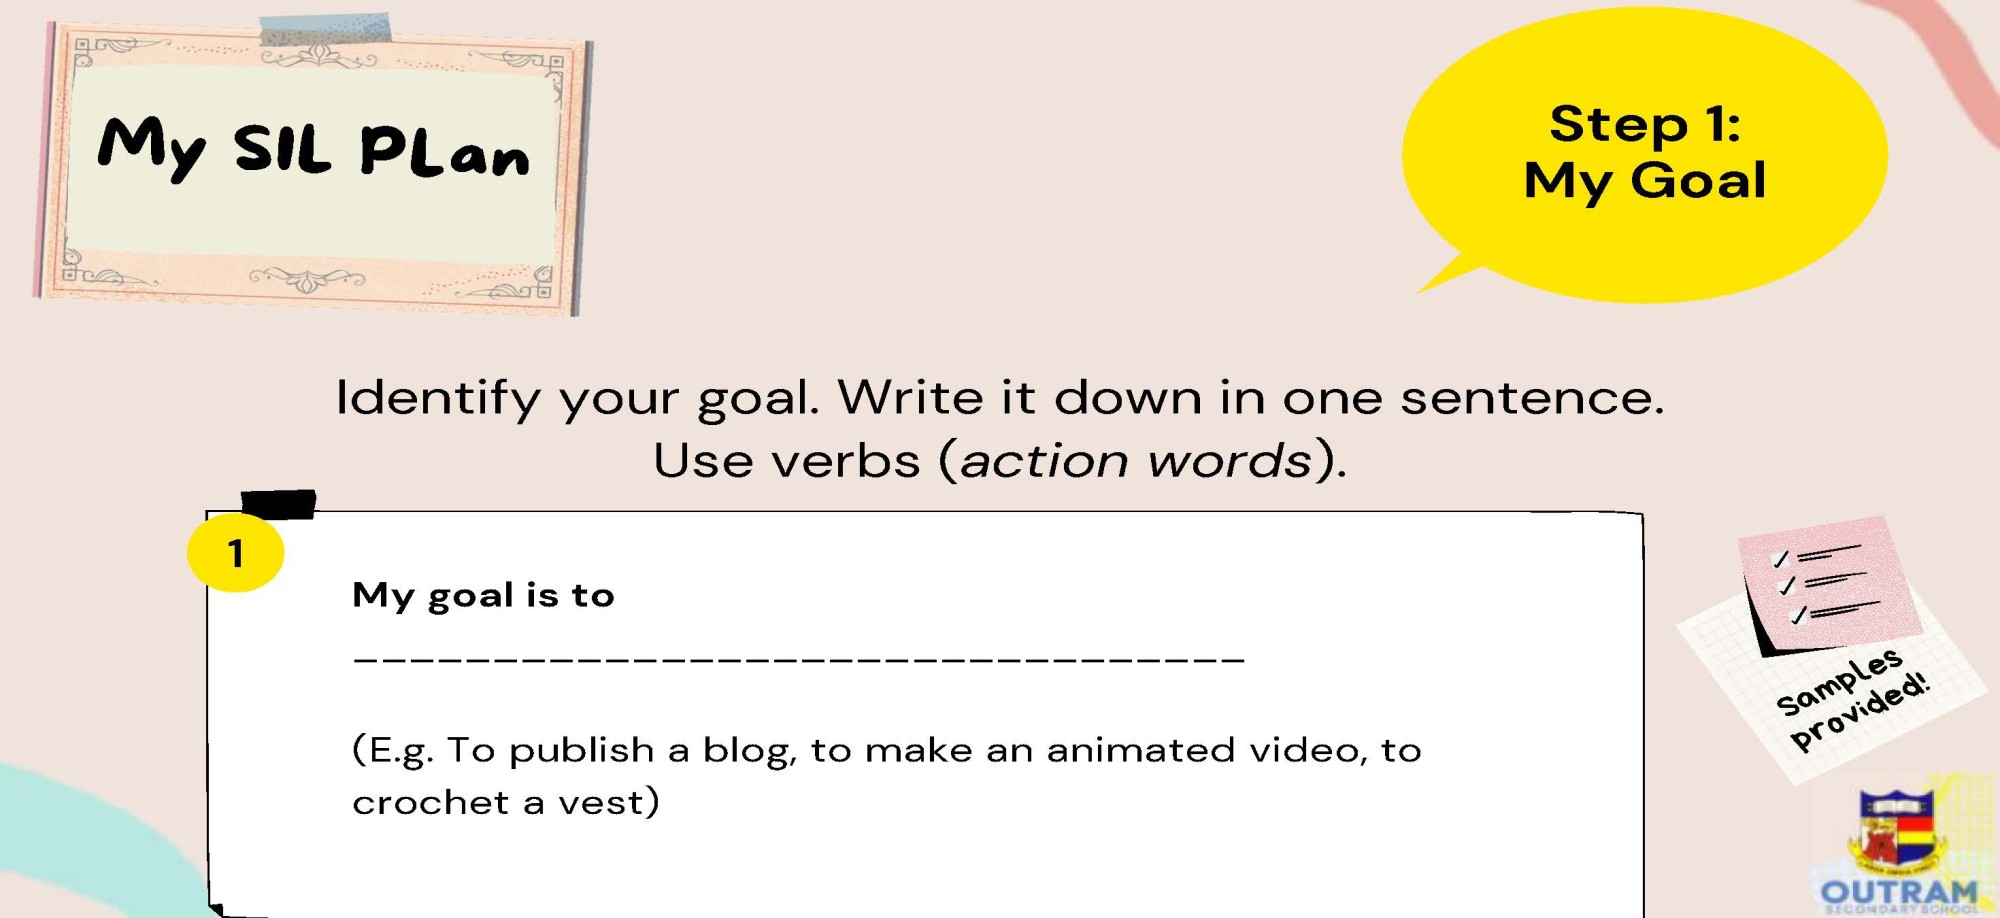 My SIL Plan
Step 1:
My Goal
Identify your goal. Write it down in one sentence.
Use verbs (action words).
1
My goal is to
________________________________
(E.g. To publish a blog, to make an animated video, to
crochet a vest)
Samples
provided!
OUTRAM
SECONDARY SCHOOL